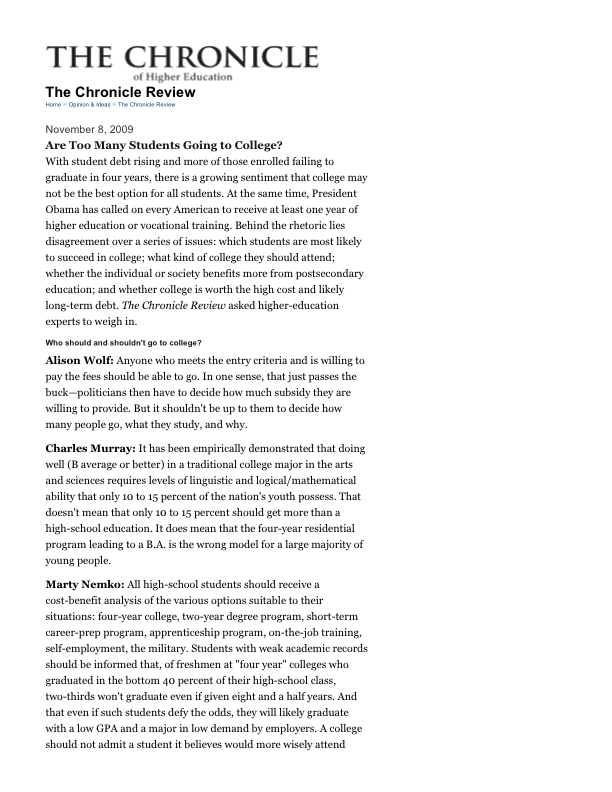 THE CHRONICLE
of Higher Education
The Chronicle Review
Home » Opinion & Ideas » The Chronicle Review
November 8, 2009
Are Too Many Students Going to College?
With student debt rising and more of those enrolled failing to
graduate in four years, there is a growing sentiment that college may
not be the best option for all students. At the same time, President
Obama has called on every American to receive at least one year of
higher education or vocational training. Behind the rhetoric lies
disagreement over a series of issues: which students are most likely
to succeed in college; what kind of college they should attend;
whether the individual or society benefits more from postsecondary
education; and whether college is worth the high cost and likely
long-term debt. The Chronicle Review asked higher-education
experts to weigh in.
Who should and shouldn't go to college?
Alison Wolf: Anyone who meets the entry criteria and is willing to
pay the fees should be able to go. In one sense, that just passes the
buck—politicians then have to decide how much subsidy they are
willing to provide. But it shouldn't be up to them to decide how
many people go, what they study, and why.
Charles Murray: It has been empirically demonstrated that doing
well (B average or better) in a traditional college major in the arts
and sciences requires levels of linguistic and logical/mathematical
ability that only 10 to 15 percent of the nation's youth possess. That
doesn't mean that only 10 to 15 percent should get more than a
high-school education. It does mean that the four-year residential
program leading to a B.A. is the wrong model for a large majority of
young people.
Marty Nemko: All high-school students should receive a
cost-benefit analysis of the various options suitable to their
situations: four-year college, two-year degree program, short-term
career-prep program, apprenticeship program, on-the-job training,
self-employment, the military. Students with weak academic records
should be informed that, of freshmen at "four year" colleges who
graduated in the bottom 40 percent of their high-school class,
two-thirds won't graduate even if given eight and a half years. And
that even if such students defy the odds, they will likely graduate
with a low GPA and a major in low demand by employers. A college
should not admit a student it believes would more wisely attend